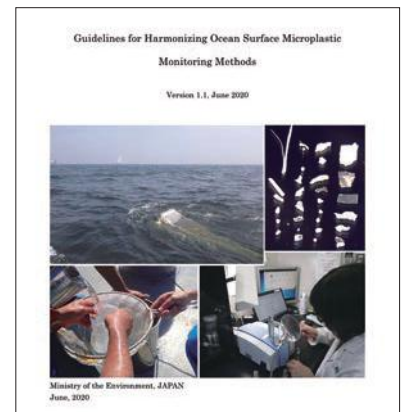 Guidelines for Harmonizing Ocean Surface Microplastic
Monitoring Methods
Version 1.1, June 2020
Ministry of the Environment, JAPAN
June, 2020